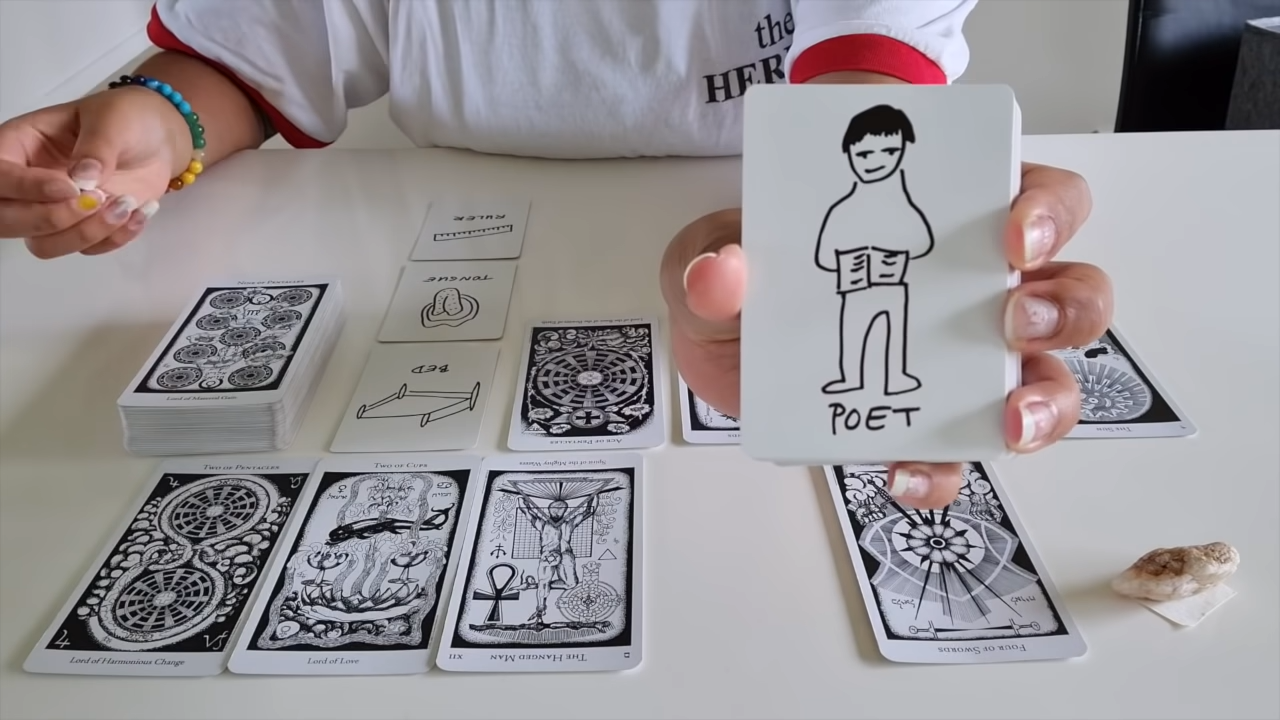 the
POET
RULER
TONGUE
BED
NINE OF PENTACLES
Lord of Material Gain
ACE OF PENTACLES
THE SUN
TWO OF PENTACLES
Lord of Harmonious Change
TWO OF CUPS
Lord of Love
Spirit of the Mighty Waters
THE HANGED MAN
XII
FOUR OF SWORDS